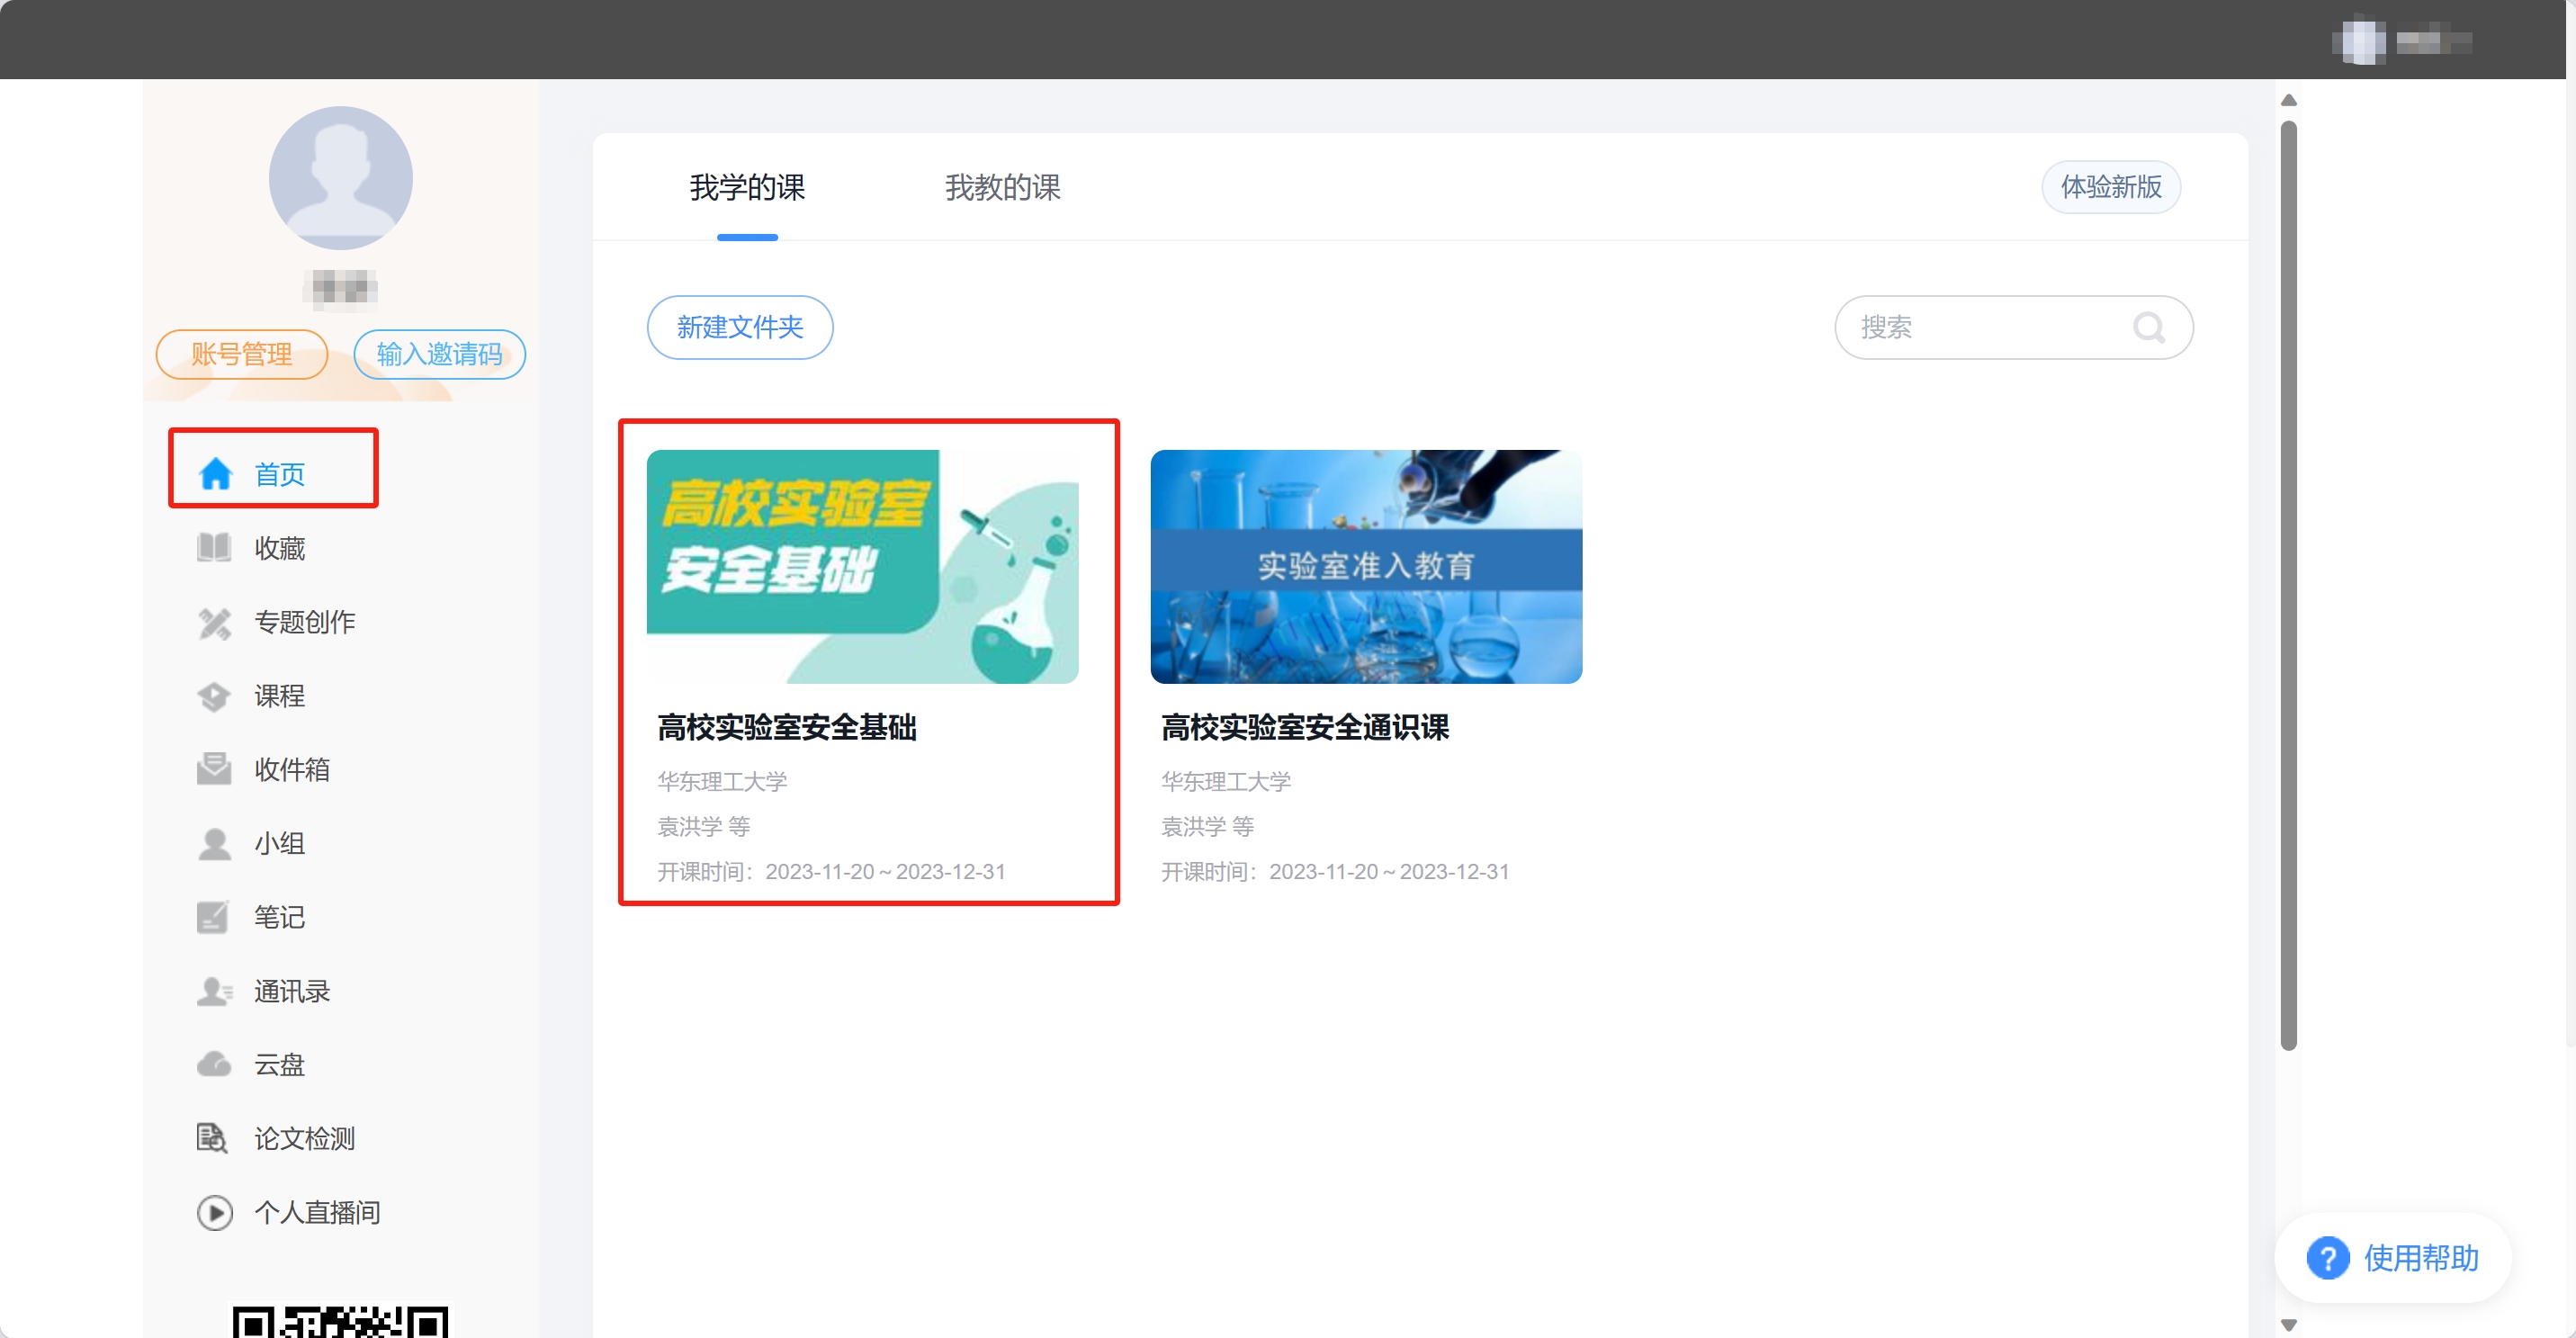 账号管理
输入邀请码
首页
收藏
专题创作
课程
收件箱
小组
笔记
通讯录
云盘
论文检测
个人直播间
我学的课
我教的课
体验新版
新建文件夹
搜索
高校实验室
安全基础
高校实验室安全基础
华东理工大学
袁洪学 等
开课时间：2023-11-20～2023-12-31
实验室准入教育
高校实验室安全通识课
华东理工大学
袁洪学 等
开课时间：2023-11-20～2023-12-31
? 使用帮助